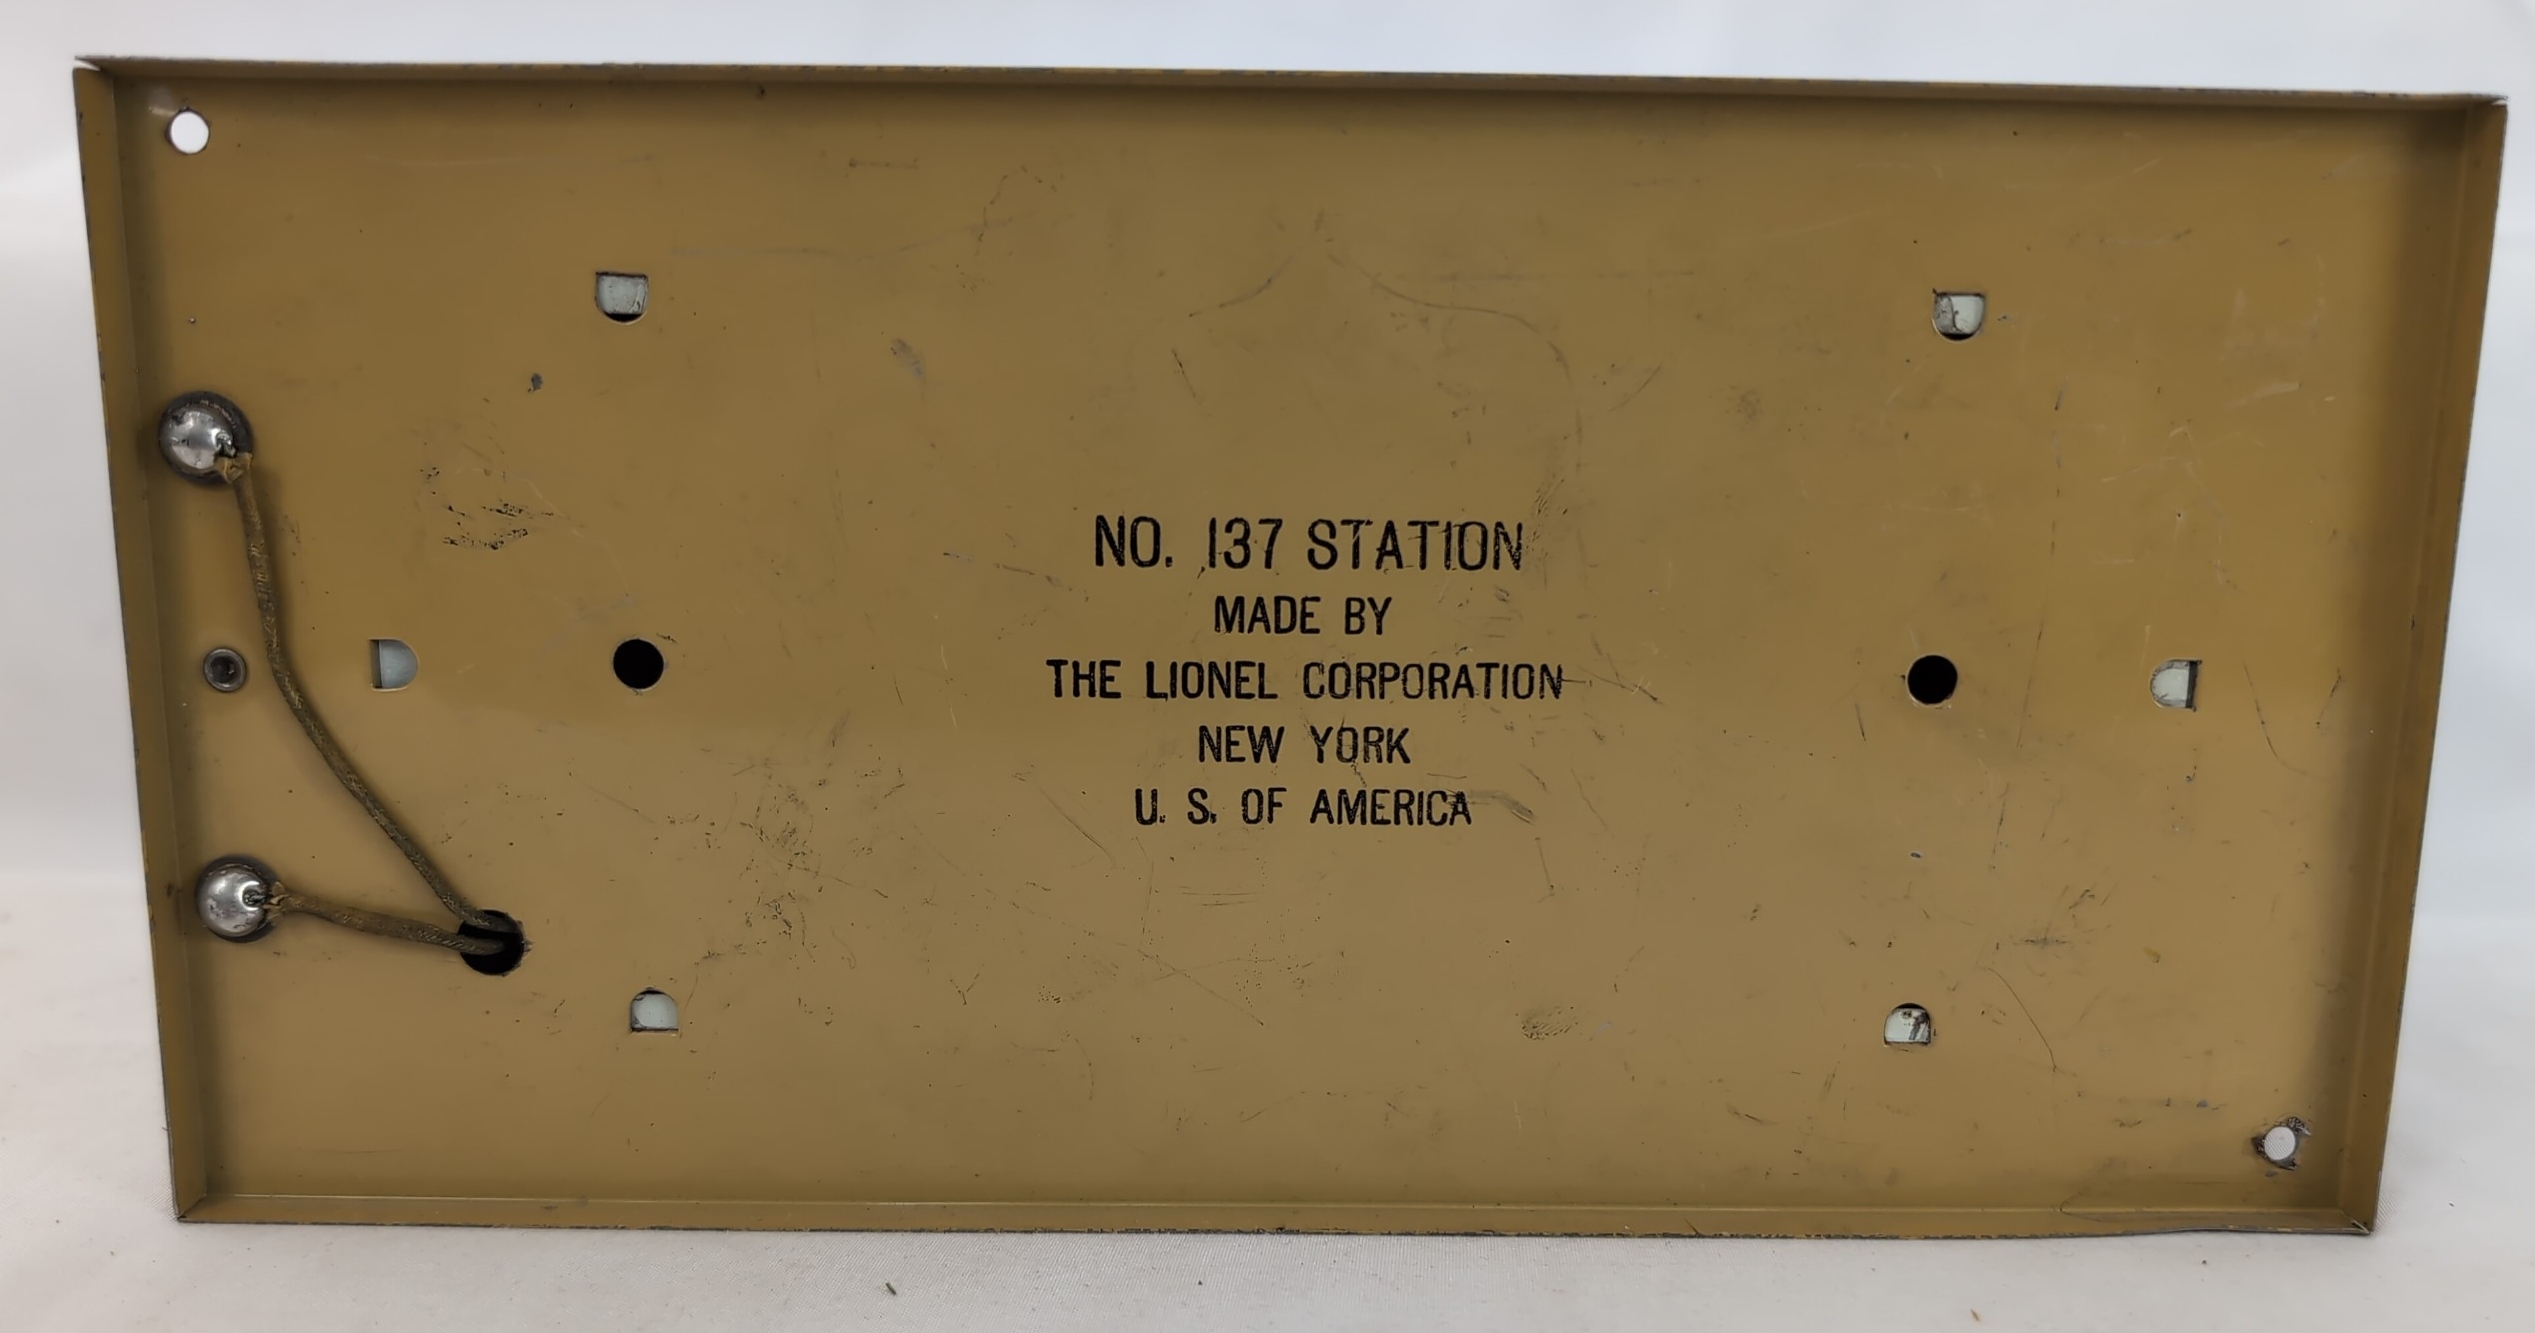 NO. 137 STATION
MADE BY
THE LIONEL CORPORATION
NEW YORK
U. S. OF AMERICA